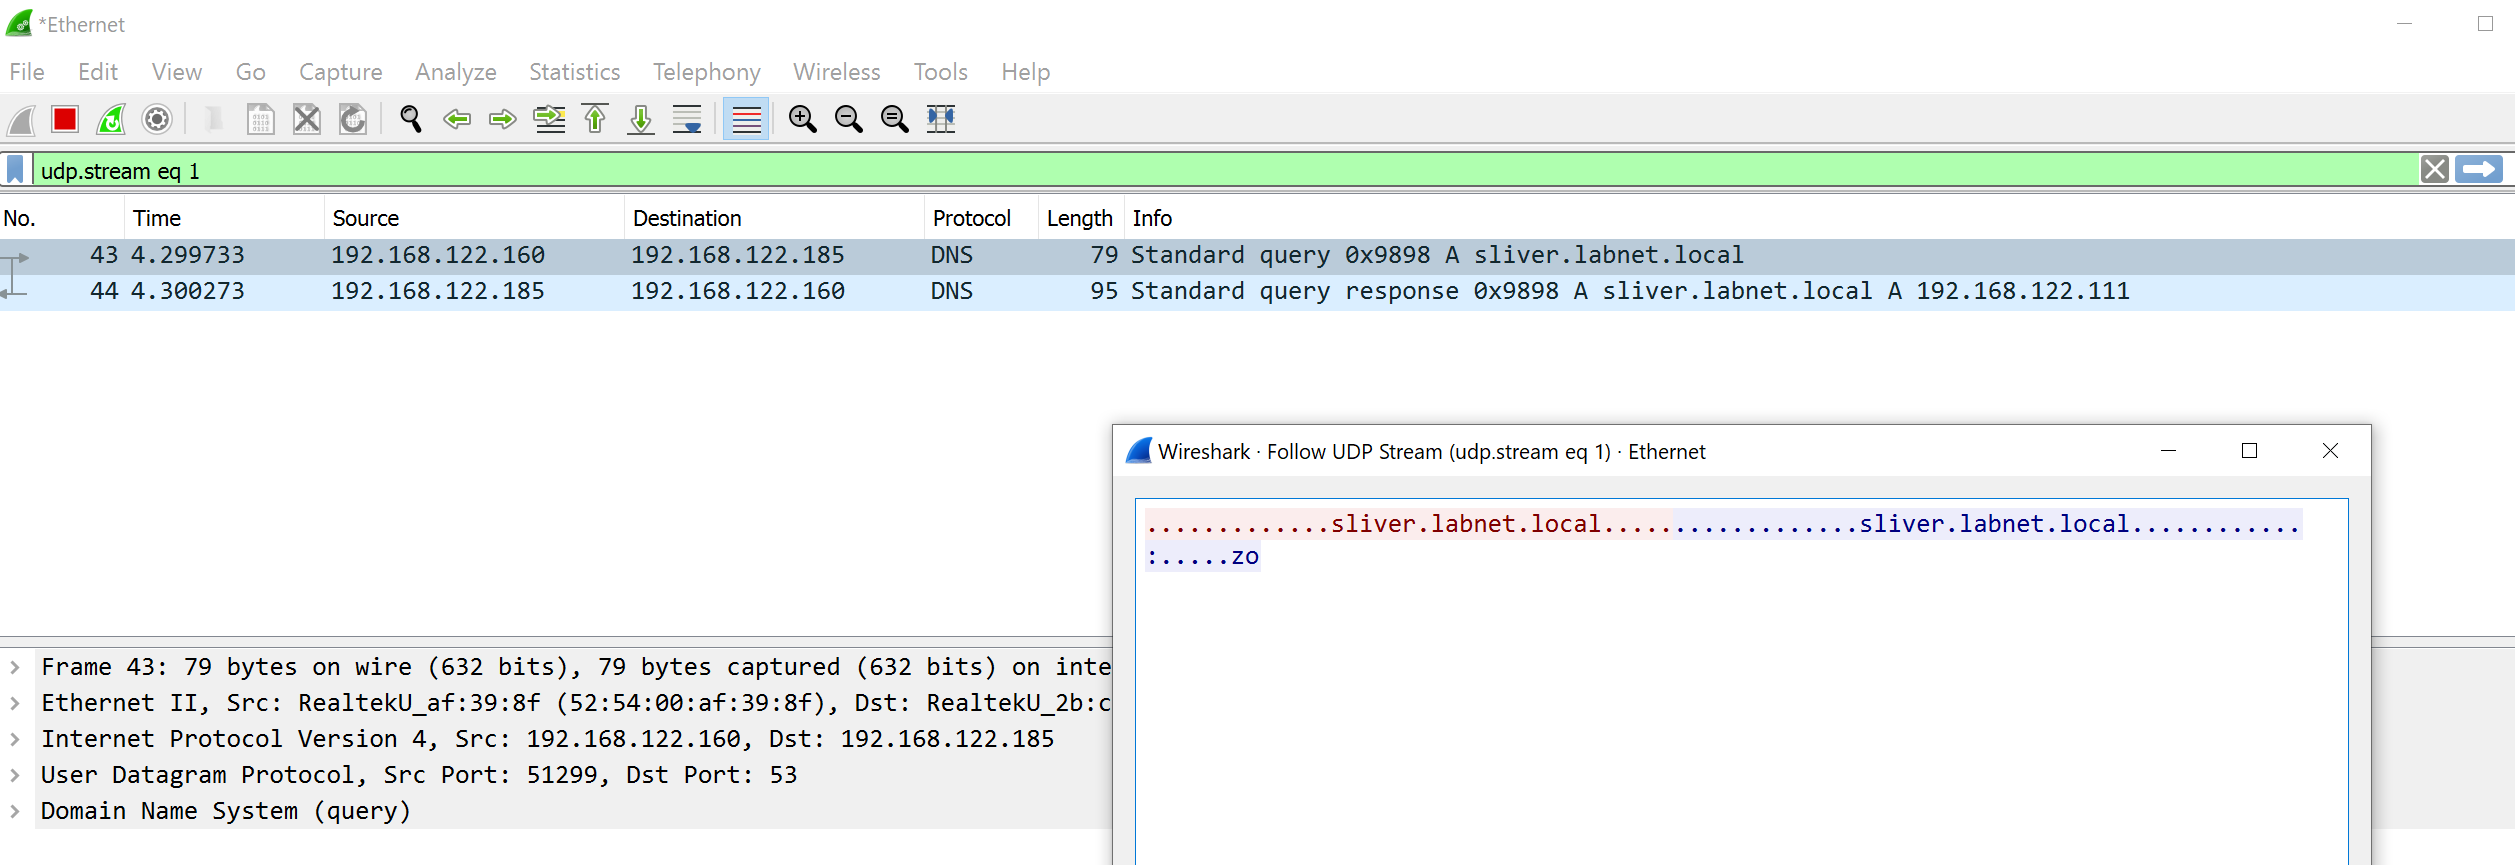 *Ethernet
File Edit View Go Capture Analyze Statistics Telephony Wireless Tools Help
udp.stream eq 1
No. Time Source Destination Protocol Length Info
43 4.299733 192.168.122.160 192.168.122.185 DNS 79 Standard query 0x9898 A sliver.labnet.local
44 4.300273 192.168.122.185 192.168.122.160 DNS 95 Standard query response 0x9898 A sliver.labnet.local A 192.168.122.111
Wireshark · Follow UDP Stream (udp.stream eq 1) · Ethernet
.............sliver.labnet.local..................sliver.labnet.local............
:.....zo
Frame 43: 79 bytes on wire (632 bits), 79 bytes captured (632 bits) on inte
Ethernet II, Src: RealtekU_af:39:8f (52:54:00:af:39:8f), Dst: RealtekU_2b:c
Internet Protocol Version 4, Src: 192.168.122.160, Dst: 192.168.122.185
User Datagram Protocol, Src Port: 51299, Dst Port: 53
Domain Name System (query)